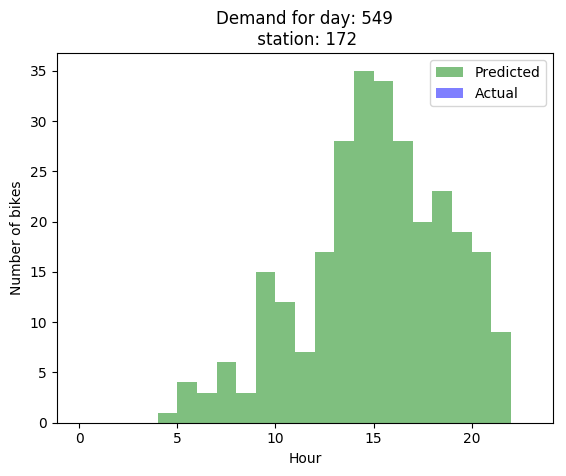 Demand for day: 549
station: 172
Predicted
Actual
Number of bikes
35
30
25
20
15
10
5
0
0
5
10
15
20
Hour